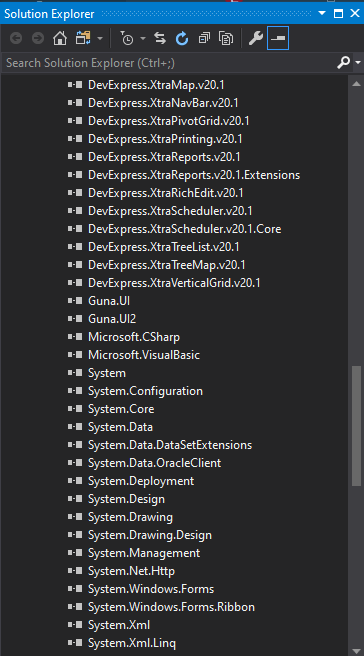 Solution Explorer
Search Solution Explorer (Ctrl+;)
DevExpress.XtraMap.v20.1
DevExpress.XtraNavBar.v20.1
DevExpress.XtraPivotGrid.v20.1
DevExpress.XtraPrinting.v20.1
DevExpress.XtraReports.v20.1
DevExpress.XtraReports.v20.1.Extensions
DevExpress.XtraRichEdit.v20.1
DevExpress.XtraScheduler.v20.1
DevExpress.XtraScheduler.v20.1.Core
DevExpress.XtraTreeList.v20.1
DevExpress.XtraTreeMap.v20.1
DevExpress.XtraVerticalGrid.v20.1
Guna.UI
Guna.UI2
Microsoft.CSharp
Microsoft.VisualBasic
System
System.Configuration
System.Core
System.Data
System.Data.DataSetExtensions
System.Data.OracleClient
System.Deployment
System.Design
System.Drawing
System.Drawing.Design
System.Management
System.Net.Http
System.Windows.Forms
System.Windows.Forms.Ribbon
System.Xml
System.Xml.Linq